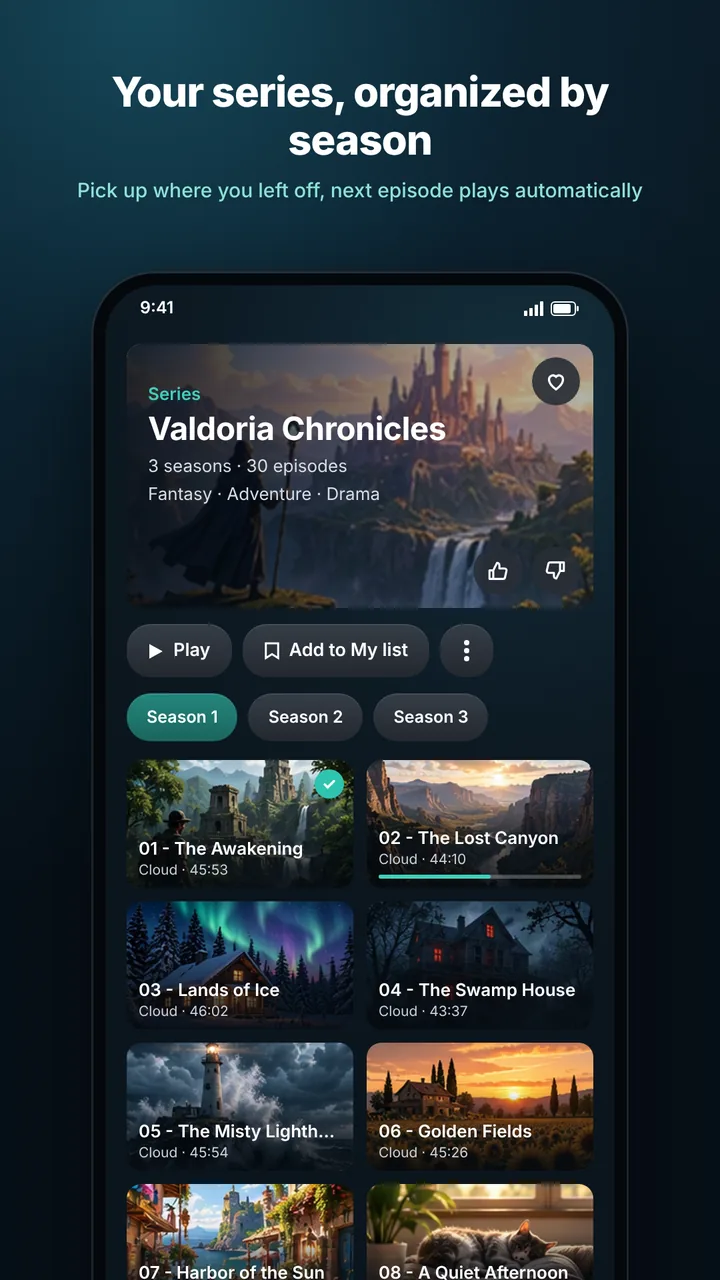 Your series, organized by
season
Pick up where you left off, next episode plays automatically
9:41
Series
Valdoria Chronicles
3 seasons · 30 episodes
Fantasy · Adventure · Drama
Play
Add to My list
Season 1
Season 2
Season 3
01 - The Awakening
Cloud · 45:53
02 - The Lost Canyon
Cloud · 44:10
03 - Lands of Ice
Cloud · 46:02
04 - The Swamp House
Cloud · 43:37
05 - The Misty Lighth...
Cloud · 45:54
06 - Golden Fields
Cloud · 45:26
07 - Harbor of the Sun
08 - A Quiet Afternoon